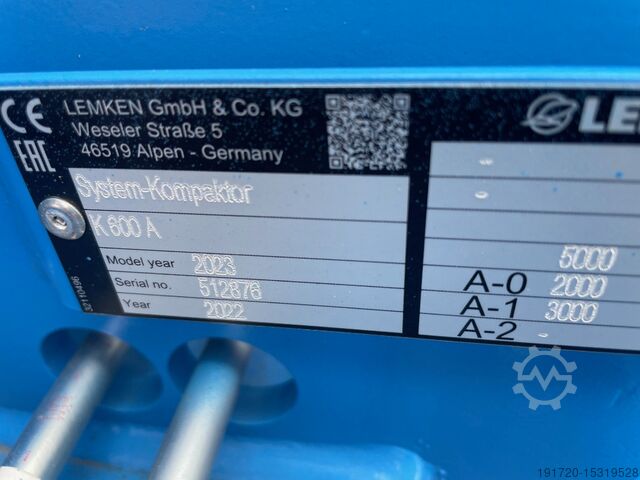 CE
EAC
LEMKEN GmbH & Co. KG
Weseler Straße 5
46519 Alpen - Germany
System-Kompaktor
K 600 A
Model year 2023
Serial no. 512876
Year 2022
32110496
-
-
5000
A-0 2000
A-1 3000
A-2 -
191720-15319528